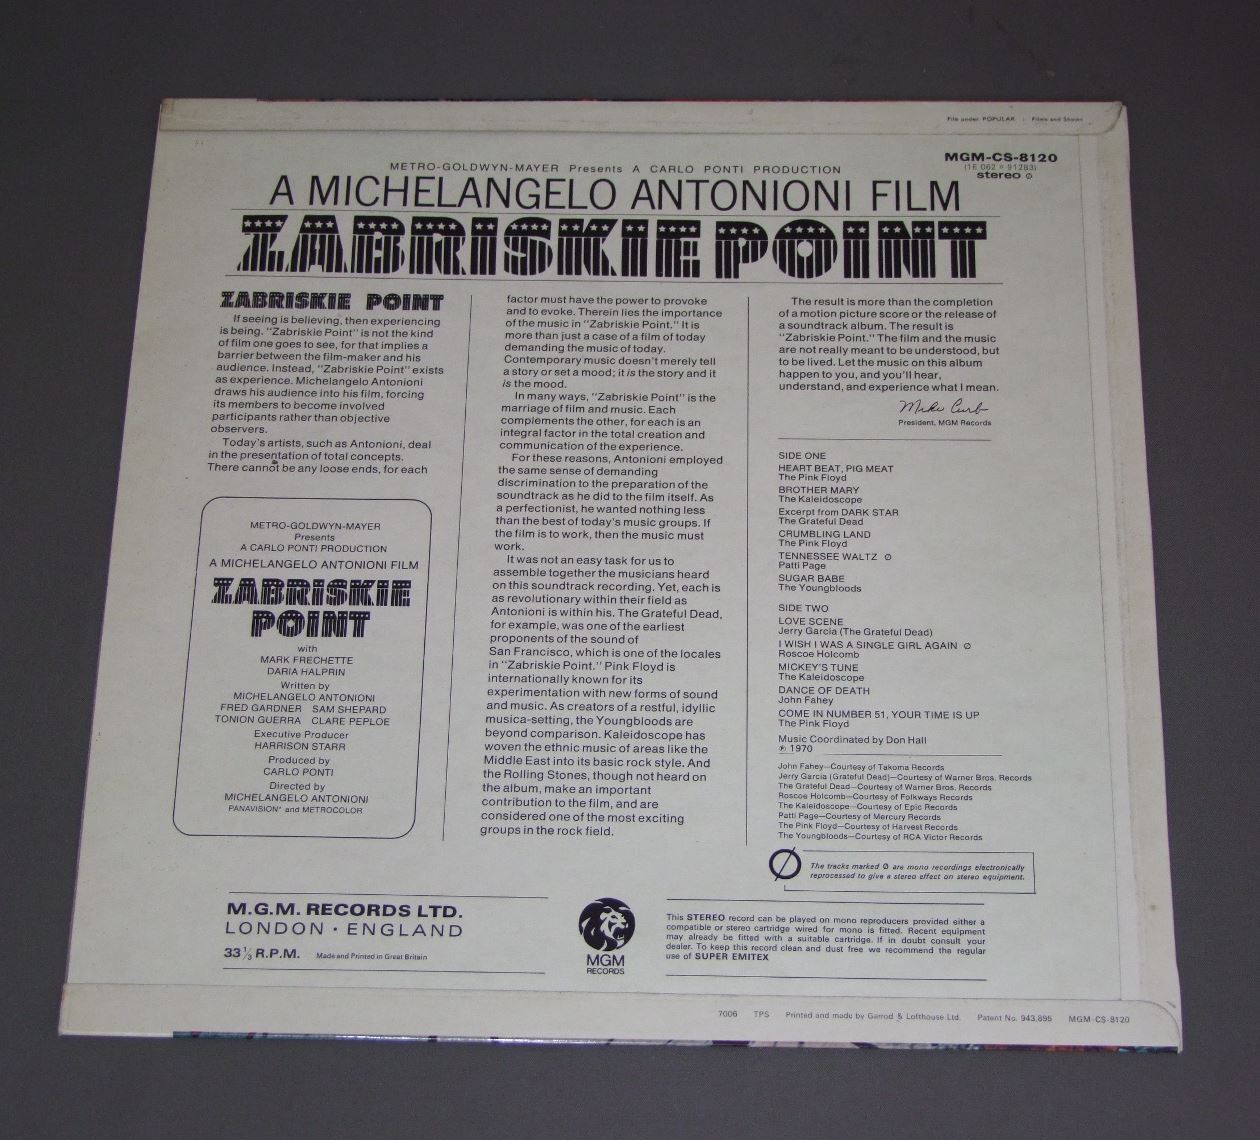 File under POPULAR : Films and Shows
MGM-CS-8120
(1E 062 o 91283)
stereo ∅
METRO-GOLDWYN-MAYER Presents A CARLO PONTI PRODUCTION
A MICHELANGELO ANTONIONI FILM
ZABRISKIE POINT
ZABRISKIE POINT
If seeing is believing, then experiencing
is being. "Zabriskie Point" is not the kind
of film one goes to see, for that implies a
barrier between the film-maker and his
audience. Instead, "Zabriskie Point" exists
as experience. Michelangelo Antonioni
draws his audience into his film, forcing
its members to become involved
participants rather than objective
observers.
Today's artists, such as Antonioni, deal
in the presentation of total concepts.
There cannot be any loose ends, for each
METRO-GOLDWYN-MAYER
Presents
A CARLO PONTI PRODUCTION
A MICHELANGELO ANTONIONI FILM
ZABRISKIE
POINT
with
MARK FRECHETTE
DARIA HALPRIN
Written by
MICHELANGELO ANTONIONI
FRED GARDNER SAM SHEPARD
TONION GUERRA CLARE PEPLOE
Executive Producer
HARRISON STARR
Produced by
CARLO PONTI
Directed by
MICHELANGELO ANTONIONI
PANAVISION* and METROCOLOR
factor must have the power to provoke
and to evoke. Therein lies the importance
of the music in "Zabriskie Point." It is
more than just a case of a film of today
demanding the music of today.
Contemporary music doesn't merely tell
a story or set a mood; it is the story and it
is the mood.
In many ways, "Zabriskie Point" is the
marriage of film and music. Each
complements the other, for each is an
integral factor in the total creation and
communication of the experience.
For these reasons, Antonioni employed
the same sense of demanding
discrimination to the preparation of the
soundtrack as he did to the film itself. As
a perfectionist, he wanted nothing less
than the best of today's music groups. If
the film is to work, then the music must
work.
It was not an easy task for us to
assemble together the musicians heard
on this soundtrack recording. Yet, each is
as revolutionary within their field as
Antonioni is within his. The Grateful Dead,
for example, was one of the earliest
proponents of the sound of
San Francisco, which is one of the locales
in "Zabriskie Point." Pink Floyd is
internationally known for its
experimentation with new forms of sound
and music. As creators of a restful, idyllic
musica-setting, the Youngbloods are
beyond comparison. Kaleidoscope has
woven the ethnic music of areas like the
Middle East into its basic rock style. And
the Rolling Stones, though not heard on
the album, make an important
contribution to the film, and are
considered one of the most exciting
groups in the rock field.
The result is more than the completion
of a motion picture score or the release of
a soundtrack album. The result is
"Zabriskie Point." The film and the music
are not really meant to be understood, but
to be lived. Let the music on this album
happen to you, and you'll hear,
understand, and experience what I mean.
Mike Curb
President, MGM Records
SIDE ONE
HEART BEAT, PIG MEAT
The Pink Floyd
BROTHER MARY
The Kaleidoscope
Excerpt from DARK STAR
The Grateful Dead
CRUMBLING LAND
The Pink Floyd
TENNESSEE WALTZ ∅
Patti Page
SUGAR BABE
The Youngbloods
SIDE TWO
LOVE SCENE
Jerry Garcia (The Grateful Dead)
I WISH I WAS A SINGLE GIRL AGAIN ∅
Roscoe Holcomb
MICKEY'S TUNE
The Kaleidoscope
DANCE OF DEATH
John Fahey
COME IN NUMBER 51, YOUR TIME IS UP
The Pink Floyd
Music Coordinated by Don Hall
℗ 1970
John Fahey—Courtesy of Takoma Records
Jerry Garcia (Grateful Dead)—Courtesy of Warner Bros. Records
The Grateful Dead—Courtesy of Warner Bros. Records
Roscoe Holcomb—Courtesy of Folkways Records
The Kaleidoscope—Courtesy of Epic Records
Patti Page—Courtesy of Mercury Records
The Pink Floyd—Courtesy of Harvest Records
The Youngbloods—Courtesy of RCA Victor Records
∅ The tracks marked ∅ are mono recordings electronically
reprocessed to give a stereo effect on stereo equipment.
M.G.M. RECORDS LTD.
LONDON · ENGLAND
33⅓ R.P.M. Made and Printed in Great Britain
MGM
RECORDS
This STEREO record can be played on mono reproducers provided either a
compatible or stereo cartridge wired for mono is fitted. Recent equipment
may already be fitted with a suitable cartridge. If in doubt consult your
dealer. To keep this record clean and dust free we recommend the regular
use of SUPER EMITEX
7006 TPS Printed and made by Garrod & Lofthouse Ltd. Patent No. 943,895 MGM-CS-8120